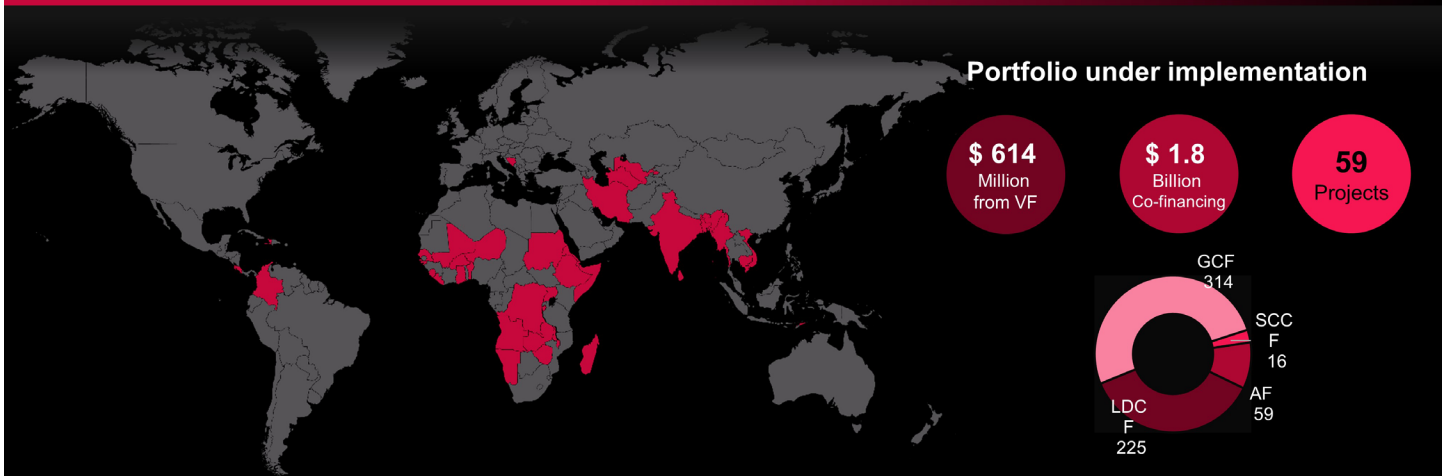 Portfolio under implementation
$ 614
Million
from VF
$ 1.8
Billion
Co-financing
59
Projects
GCF
314
SCC
F
16
AF
59
LDC
F
225